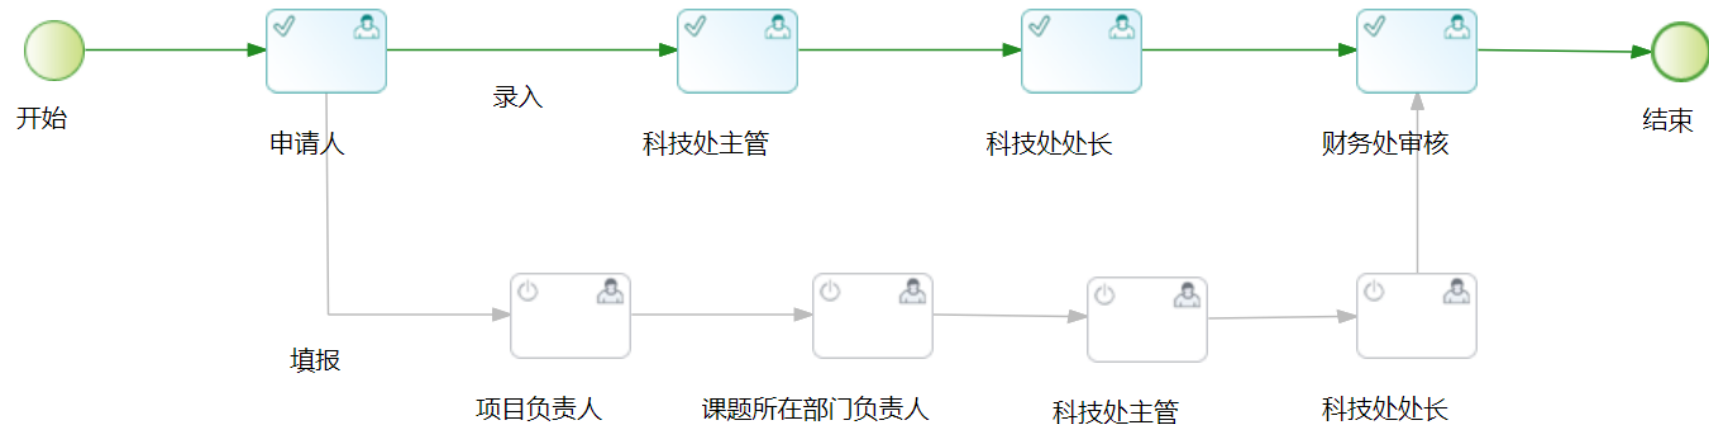 录入
开始
申请人
科技处主管
科技处处长
财务处审核
结束
填报
项目负责人
课题所在部门负责人
科技处主管
科技处处长